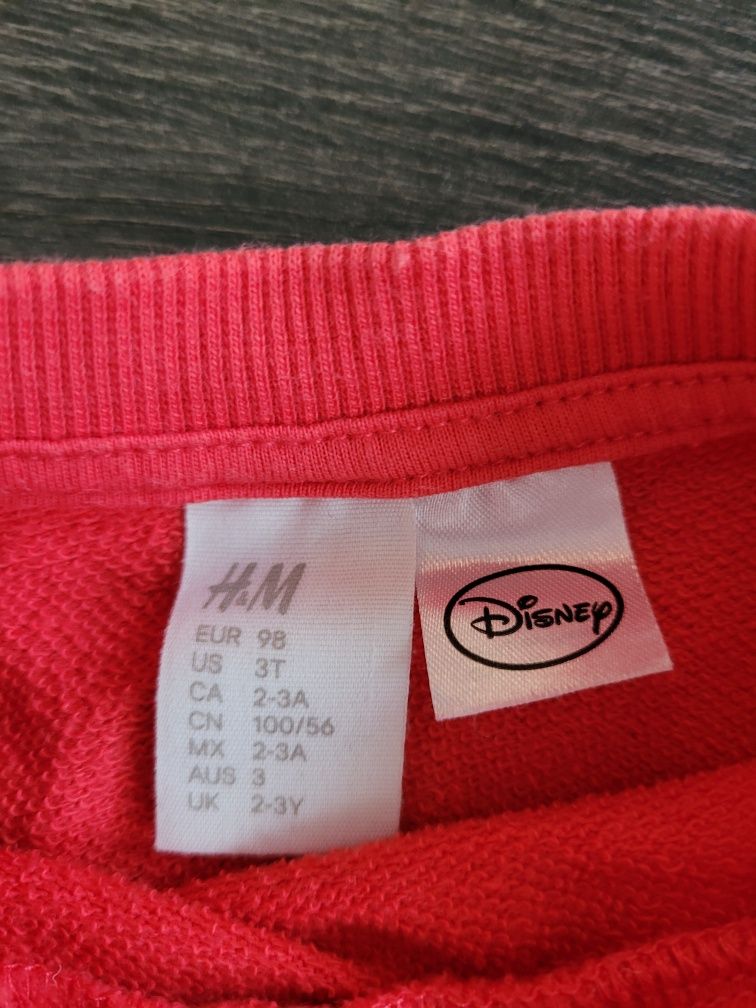 H&M
EUR 98
US 3T
CA 2-3A
CN 100/56
MX 2-3A
AUS 3
UK 2-3Y
Disney